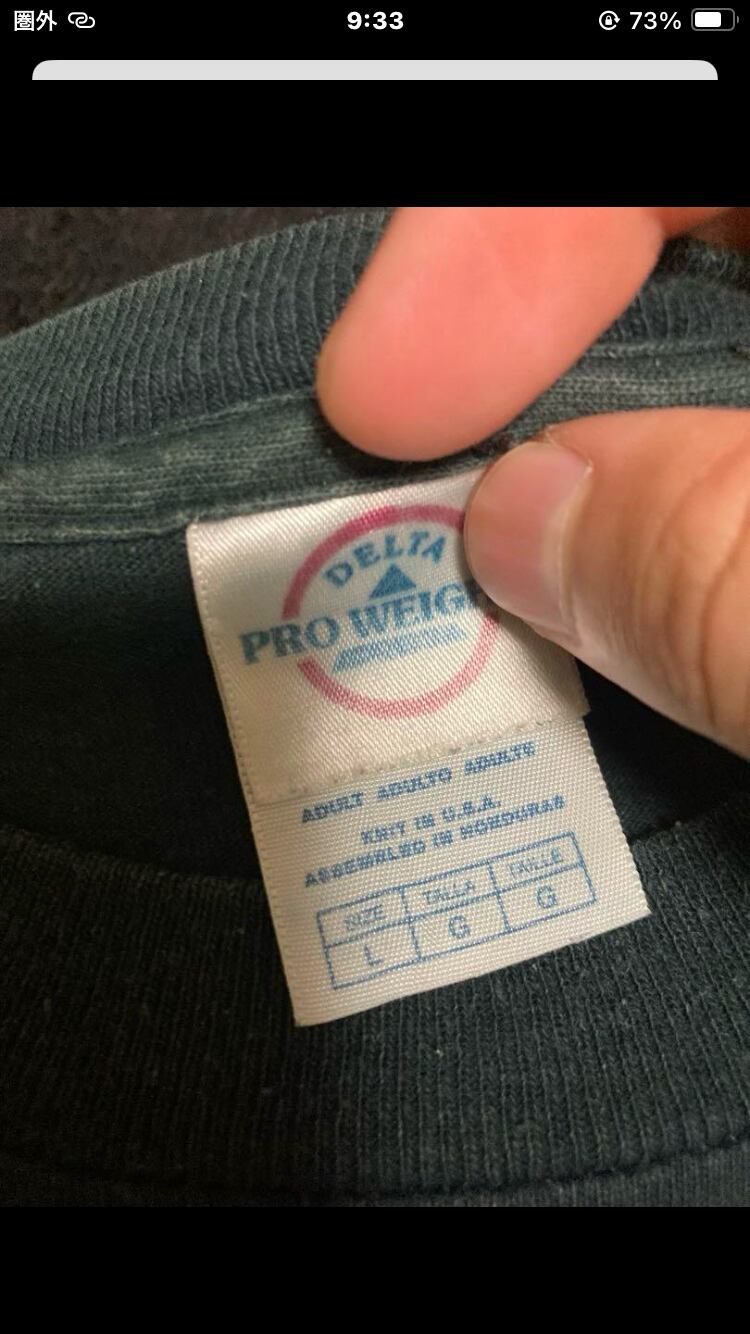 圏外 9:33 73%
DELTA
PRO WEIG
ADULT ADULTO ADULTE
KNIT IN U.S.A.
ASSEMBLED IN HONDURAS
SIZE TALLA TAILLE
L G G